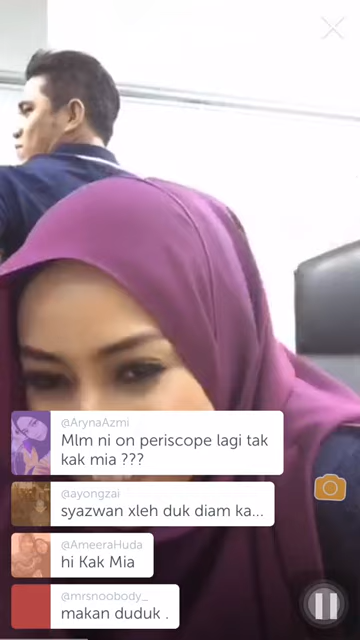 @ArynaAzmi
Mlm ni on periscope lagi tak
kak mia ???
@ayongzai
syazwan xleh duk diam ka...
@AmeeraHuda
hi Kak Mia
@mrsnoobody_
makan duduk .